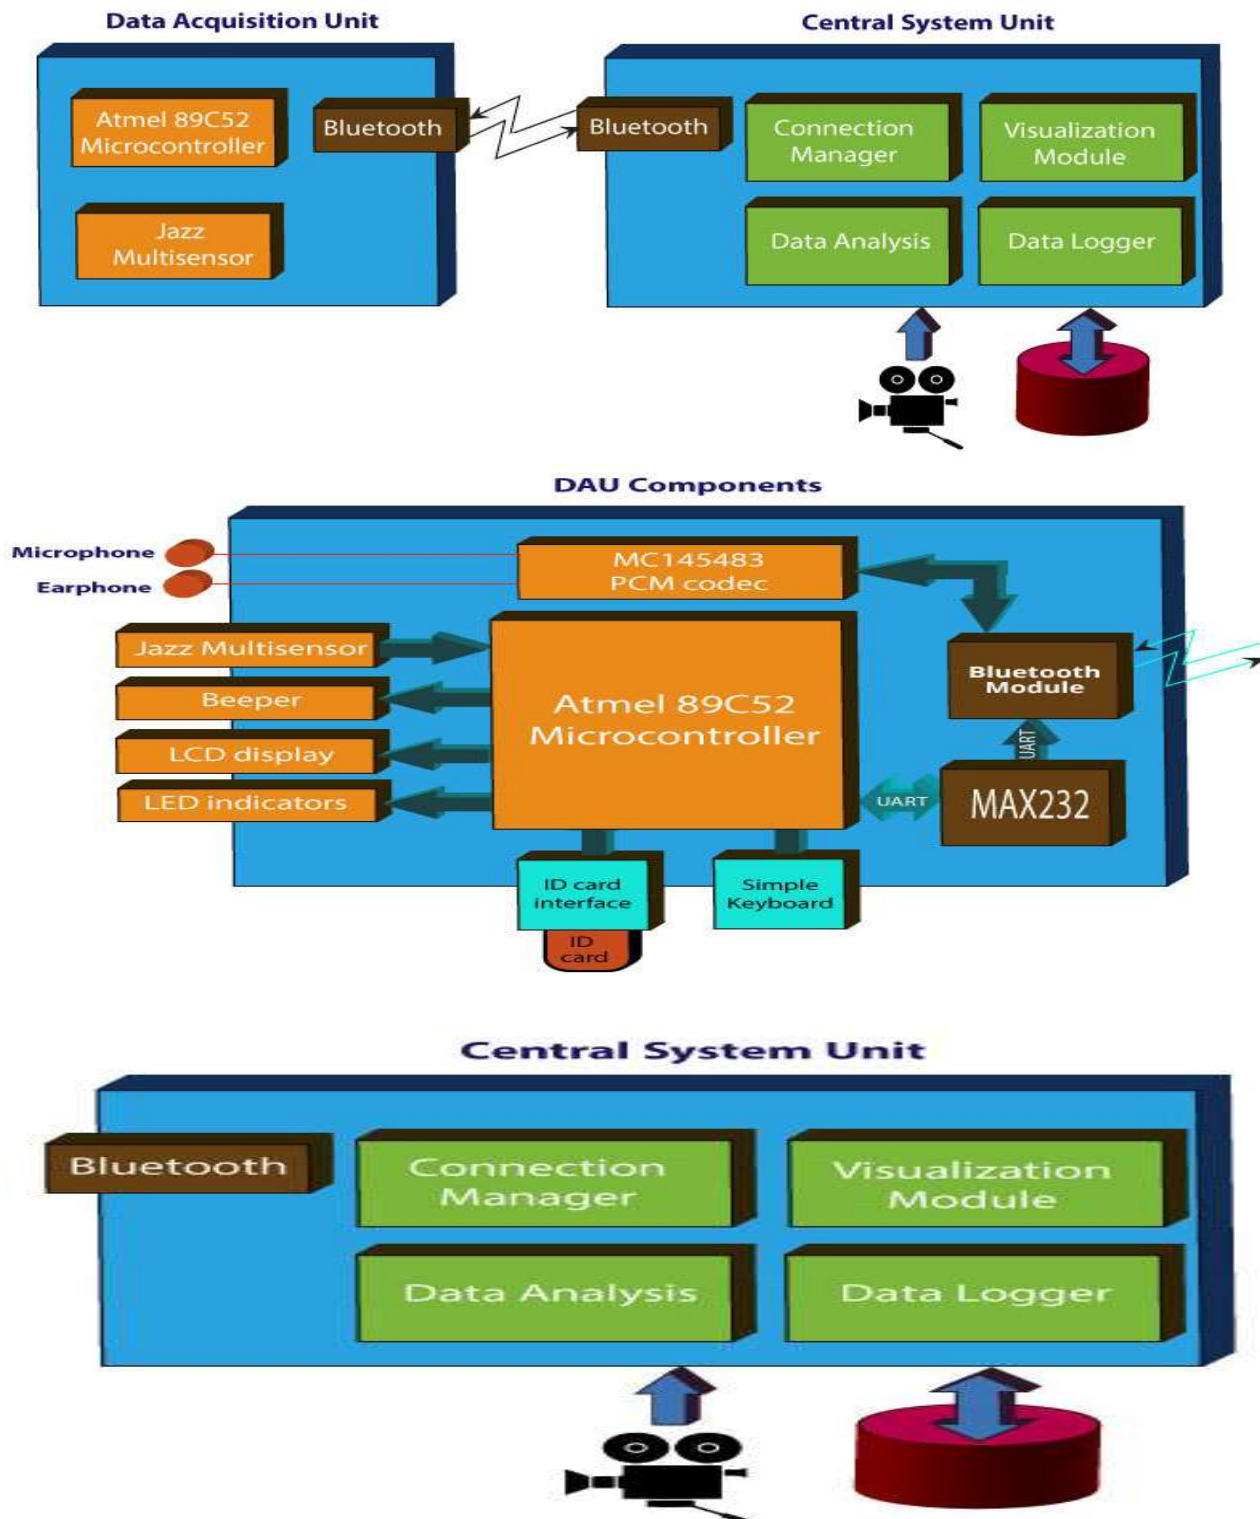 Data Acquisition Unit
Central System Unit
Atmel 89C52
Microcontroller
Bluetooth
Bluetooth
Connection
Manager
Visualization
Module
Jazz
Multisensor
Data Analysis
Data Logger
DAU Components
Microphone
Earphone
MC145483
PCM codec
Jazz Multisensor
Beeper
LCD display
LED indicators
Atmel 89C52
Microcontroller
Bluetooth
Module
UART
UART
MAX232
ID card
interface
Simple
Keyboard
ID
card
Central System Unit
Bluetooth
Connection
Manager
Visualization
Module
Data Analysis
Data Logger